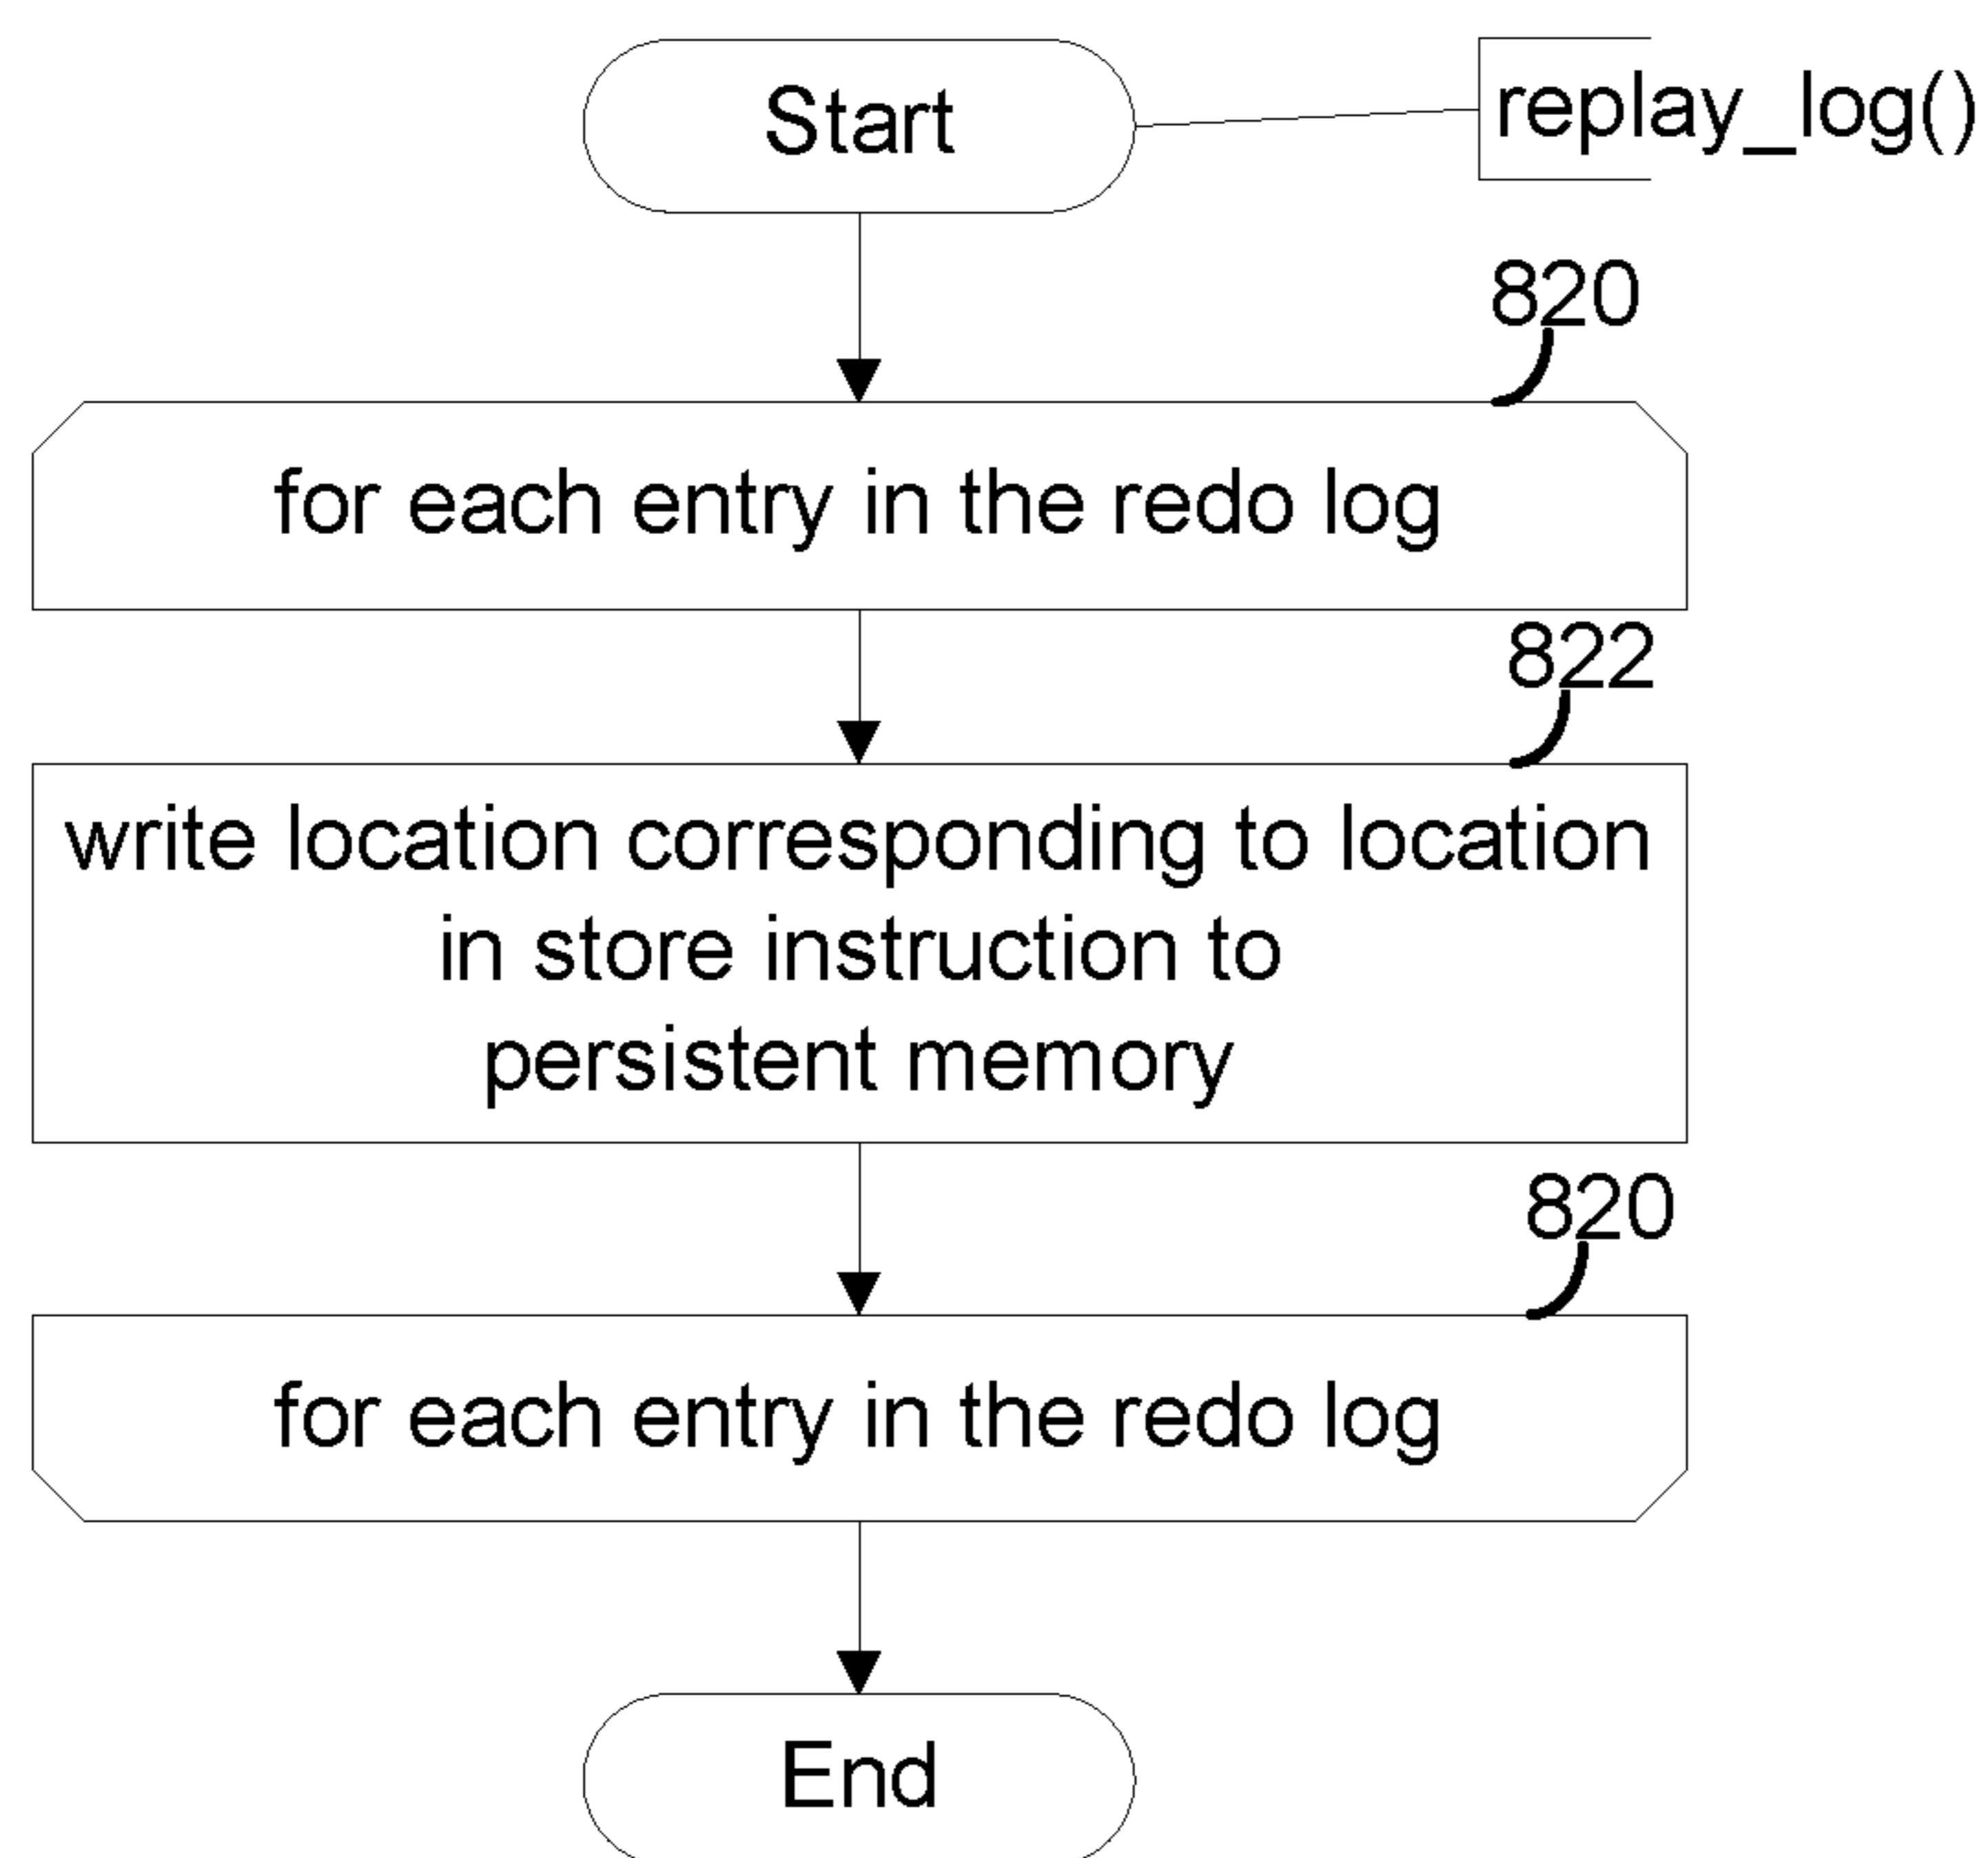 Start
replay_log()
820
for each entry in the redo log
822
write location corresponding to location
in store instruction to
persistent memory
820
for each entry in the redo log
End